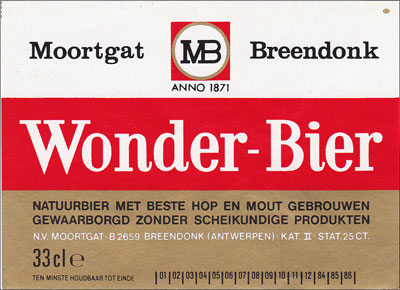 Moortgat MB Breendonk
ANNO 1871
Wonder-Bier
NATUURBIER MET BESTE HOP EN MOUT GEBROUWEN
GEWAARBORGD ZONDER SCHEIKUNDIGE PRODUKTEN
N.V. MOORTGAT-B 2659 BREENDONK (ANTWERPEN)·KAT. II·STAT.25 CT.
33 cl e
TEN MINSTE HOUDBAAR TOT EINDE |01|02|03|04|05|06|07|08|09|10|11|12|84|85|86|